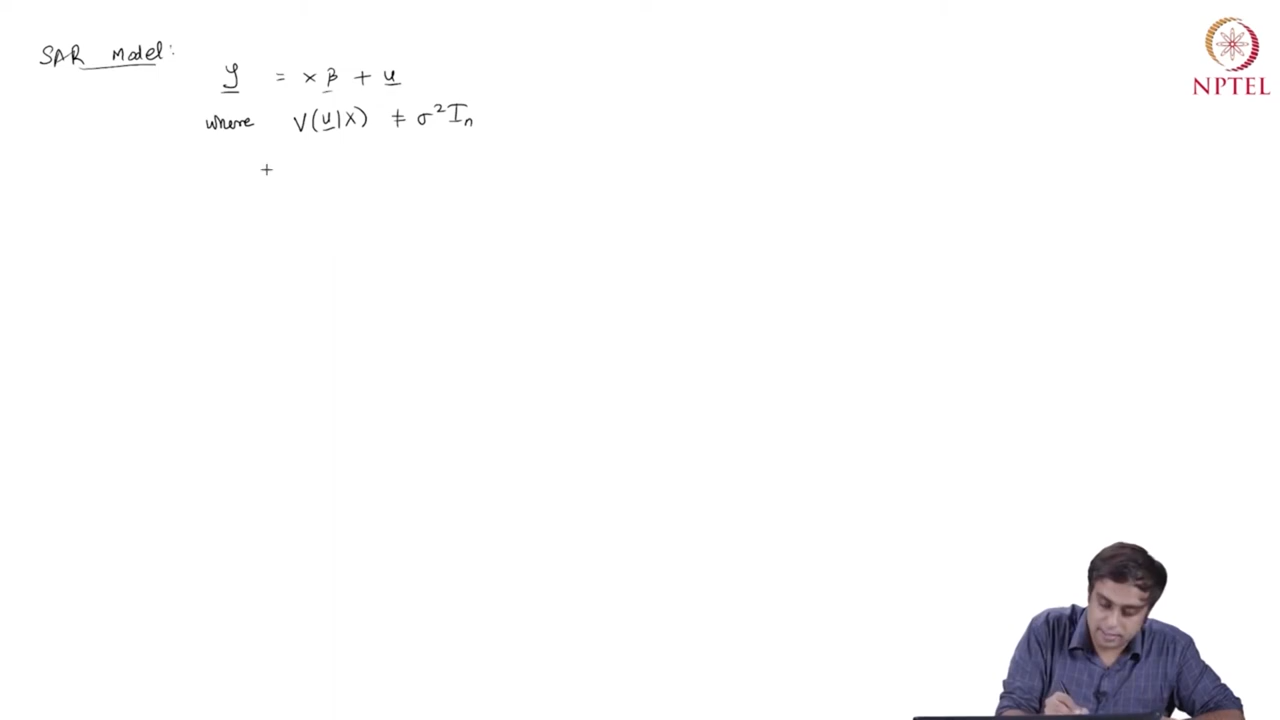 SAR Model:
y = xβ + u
where V(u|X) ≠ σ²Iₙ
+
NPTEL